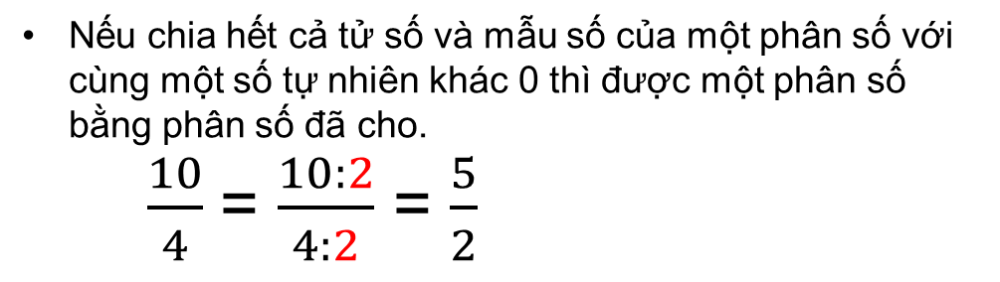 • Nếu chia hết cả tử số và mẫu số của một phân số với
cùng một số tự nhiên khác 0 thì được một phân số
bằng phân số đã cho.
10/4 = 10:2/4:2 = 5/2